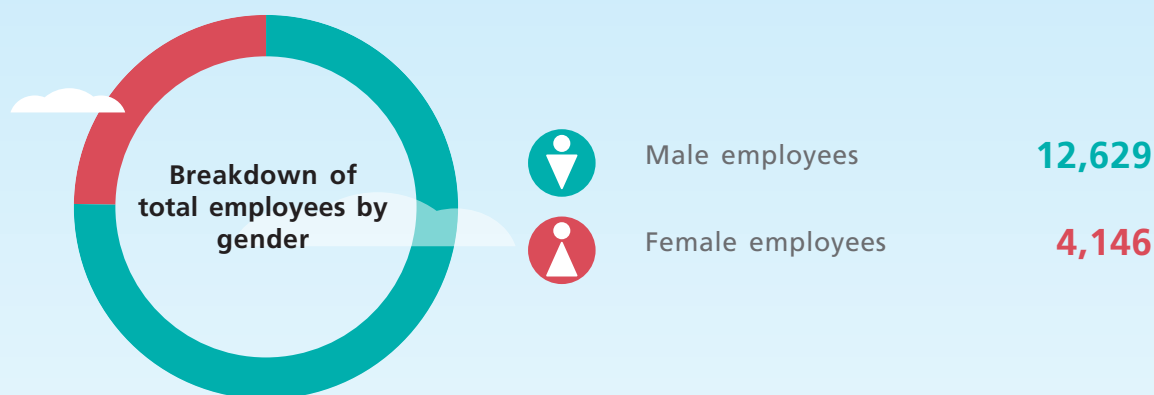 Breakdown of
total employees by
gender
Male employees 12,629
Female employees 4,146